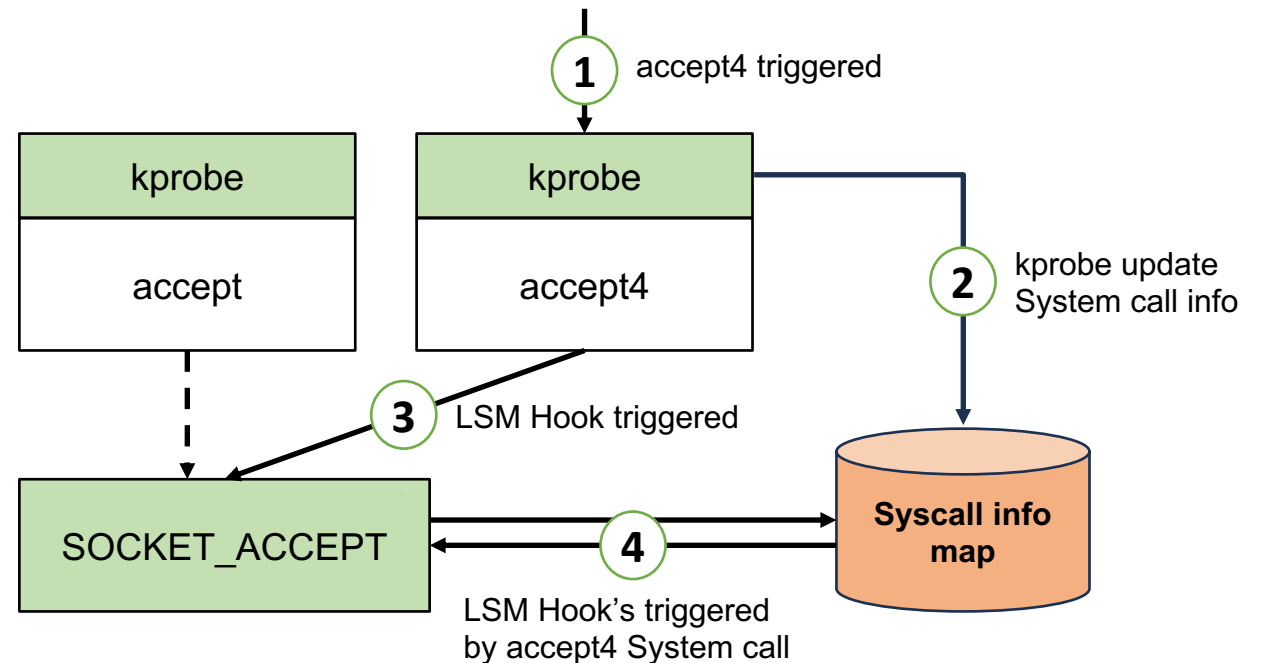 1
accept4 triggered
kprobe
accept
kprobe
accept4
2
kprobe update
System call info
3
LSM Hook triggered
SOCKET_ACCEPT
4
LSM Hook’s triggered
by accept4 System call
Syscall info
map